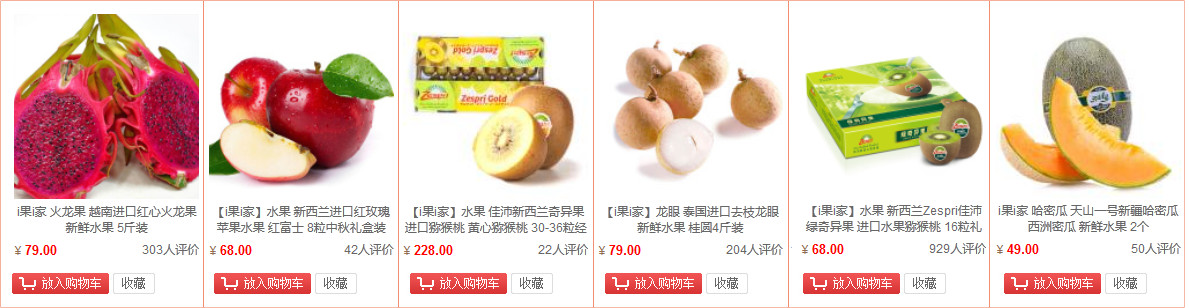 Zespri Gold
Zespri Gold
i果i家 火龙果 越南进口红心火龙果
新鲜水果 5斤装
¥ 79.00
303人评价
放入购物车
收藏
【i果i家】水果 新西兰进口红玫瑰
苹果水果 红富士 8粒中秋礼盒装
¥ 68.00
42人评价
放入购物车
收藏
【i果i家】水果 佳沛新西兰奇异果
进口猕猴桃 黄心猕猴桃 30-36粒经
¥ 228.00
22人评价
放入购物车
收藏
【i果i家】龙眼 泰国进口去枝龙眼
新鲜水果 桂圆4斤装
¥ 79.00
204人评价
放入购物车
收藏
【i果i家】水果 新西兰Zespri佳沛
绿奇异果 进口水果猕猴桃 16粒礼
¥ 68.00
929人评价
放入购物车
收藏
i果i家 哈密瓜 天山一号新疆哈密瓜
西洲密瓜 新鲜水果 2个
¥ 49.00
50人评价
放入购物车
收藏